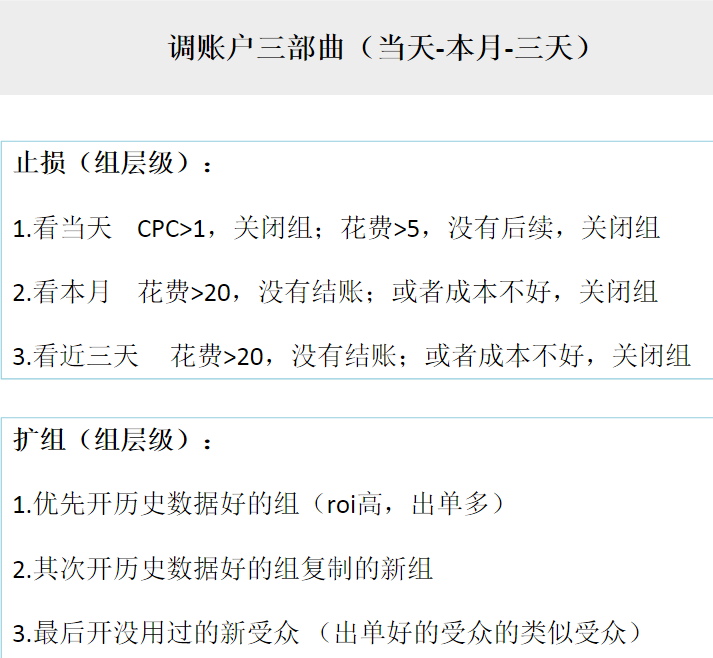 调账户三部曲（当天-本月-三天）
止损（组层级）：
1.看当天 CPC>1，关闭组；花费>5，没有后续，关闭组
2.看本月 花费>20，没有结账；或者成本不好，关闭组
3.看近三天 花费>20，没有结账；或者成本不好，关闭组
扩组（组层级）：
1.优先开历史数据好的组（roi高，出单多）
2.其次开历史数据好的组复制的新组
3.最后开没用过的新受众 （出单好的受众的类似受众）